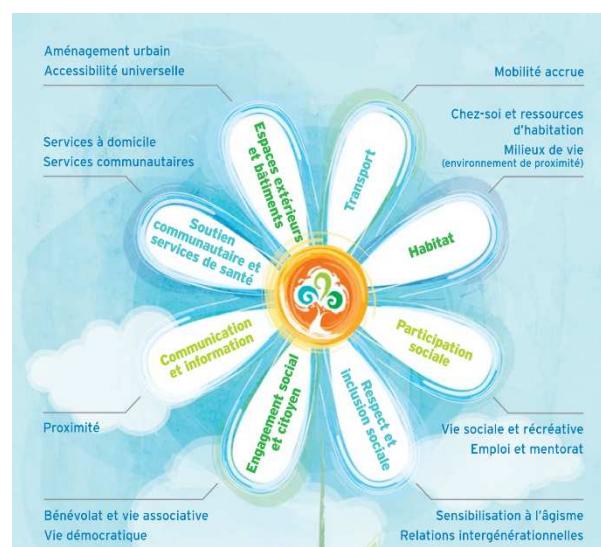 Aménagement urbain
Accessibilité universelle
Mobilité accrue
Chez-soi et ressources
d'habitation
Milieux de vie
(environnement de proximité)
Services à domicile
Services communautaires
Espaces extérieurs
et bâtiments
Transport
Soutien
communautaire et
services de santé
Habitat
Communication
et information
Participation
sociale
Engagement social
et citoyen
Respect et
inclusion sociale
Proximité
Vie sociale et récréative
Emploi et mentorat
Bénévolat et vie associative
Vie démocratique
Sensibilisation à l'âgisme
Relations intergénérationnelles